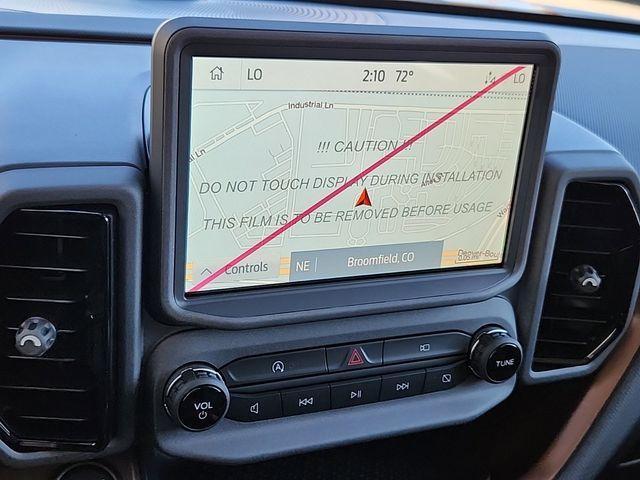 LO 2:10 72° LO
Industrial Ln
Ln
!!! CAUTION !!!
DO NOT TOUCH DISPLAY DURING INSTALLATION
THIS FILM IS TO BE REMOVED BEFORE USAGE
Controls
NE
Broomfield, CO
VOL
TUNE